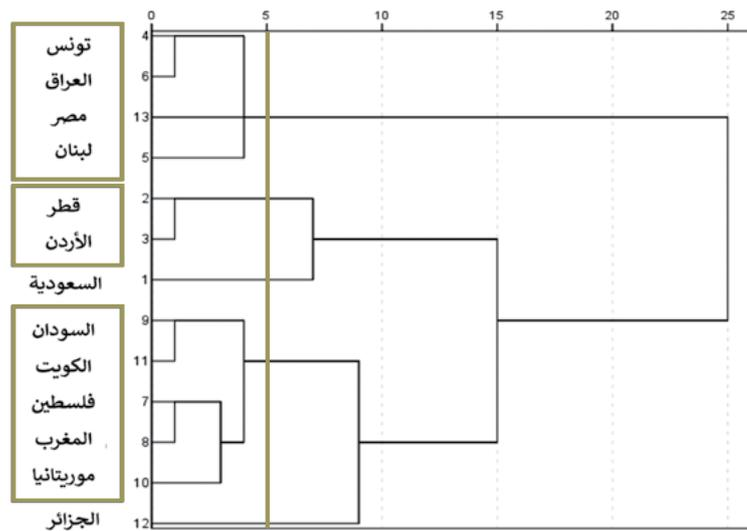 0 5 10 15 20 25
تونس 4
العراق 6
مصر 13
لبنان 5
قطر 2
الأردن 3
السعودية 1
السودان 9
الكويت 11
فلسطين 7
المغرب 8
موريتانيا 10
الجزائر 12